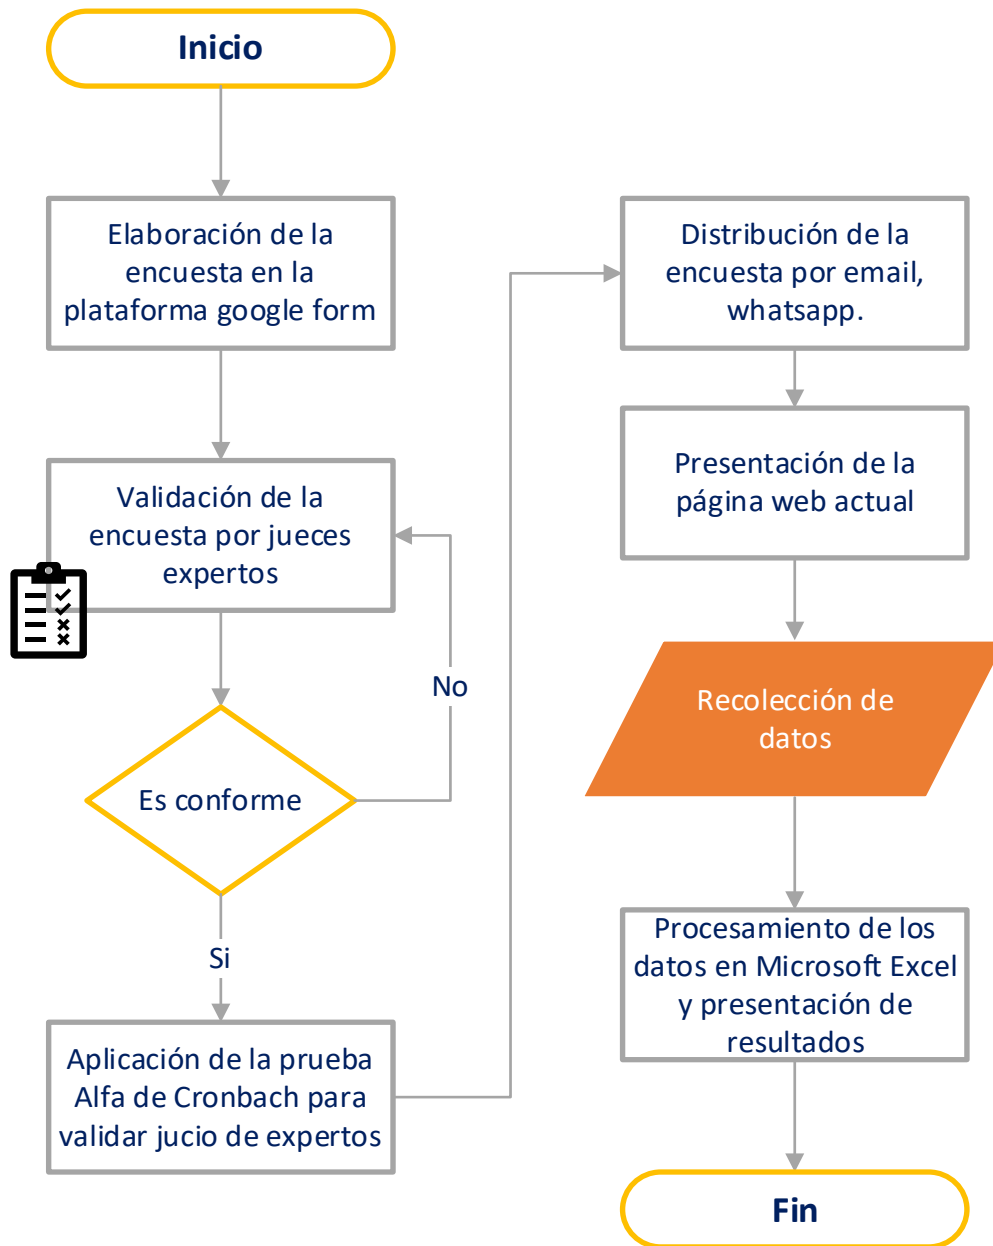 Inicio
Elaboración de la
encuesta en la
plataforma google form
Validación de la
encuesta por jueces
expertos
No
Es conforme
Si
Aplicación de la prueba
Alfa de Cronbach para
validar jucio de expertos
Distribución de la
encuesta por email,
whatsapp.
Presentación de la
página web actual
Recolección de
datos
Procesamiento de los
datos en Microsoft Excel
y presentación de
resultados
Fin